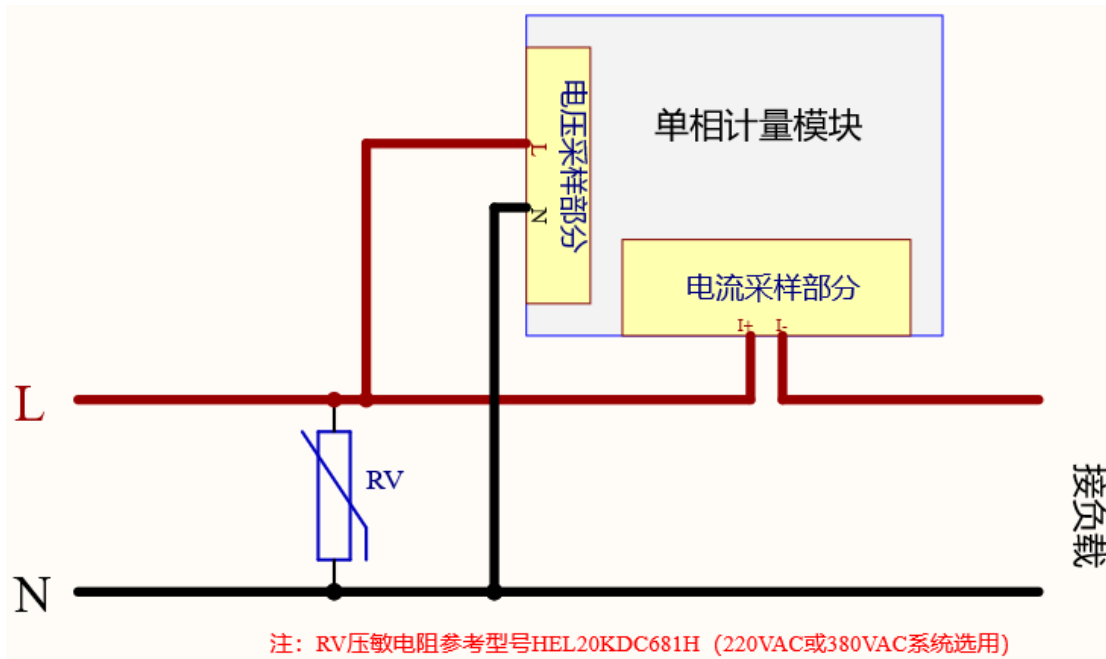 单相计量模块
电压采样部分
L
N
电流采样部分
I+ I-
L
RV
接负载
N
注：RV压敏电阻参考型号HEL20KDC681H（220VAC或380VAC系统选用）